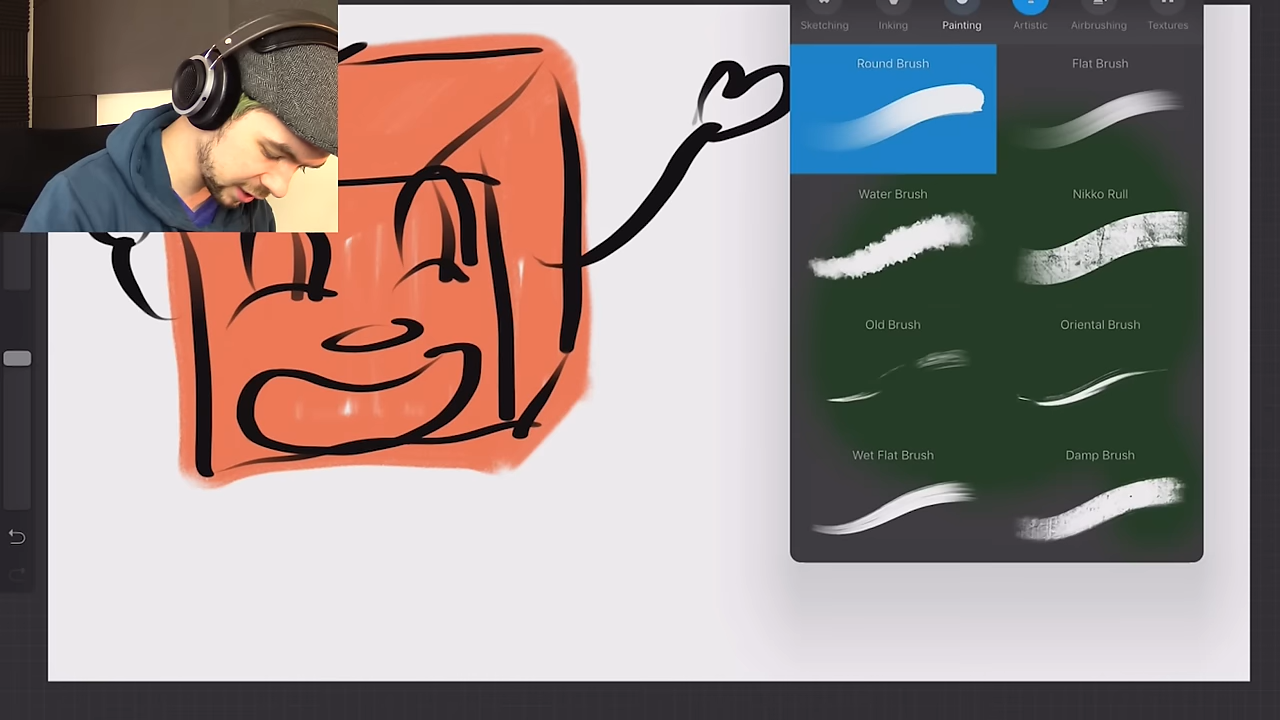 Sketching Inking Painting Artistic Airbrushing Textures
Round Brush Flat Brush
Water Brush Nikko Rull
Old Brush Oriental Brush
Wet Flat Brush Damp Brush